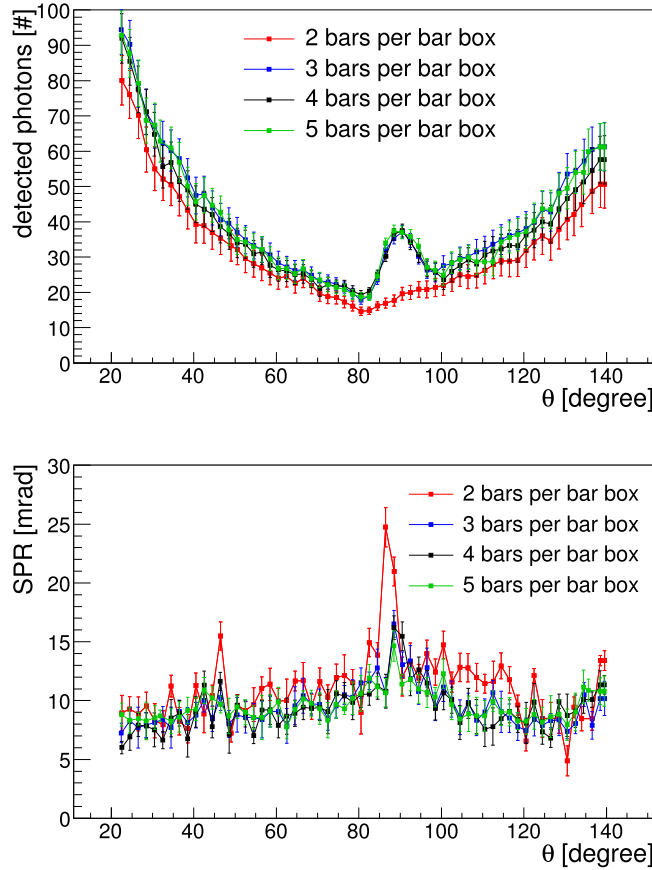 detected photons [#]
100
90
80
70
60
50
40
30
20
10
0
2 bars per bar box
3 bars per bar box
4 bars per bar box
5 bars per bar box
20 40 60 80 100 120 140
θ [degree]
SPR [mrad]
30
25
20
15
10
5
0
2 bars per bar box
3 bars per bar box
4 bars per bar box
5 bars per bar box
20 40 60 80 100 120 140
θ [degree]